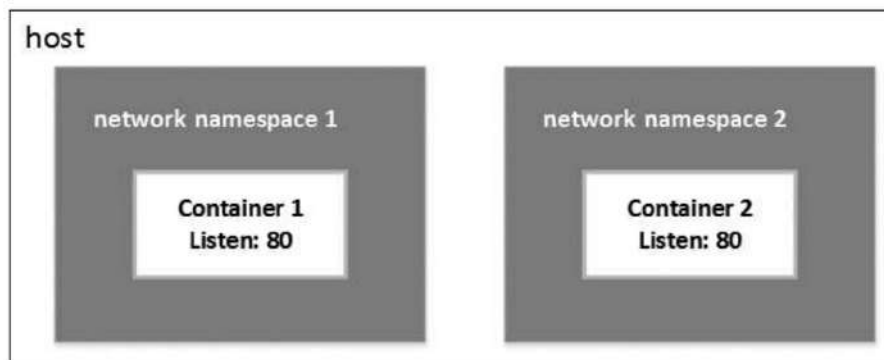 host
network namespace 1
Container 1
Listen: 80
network namespace 2
Container 2
Listen: 80